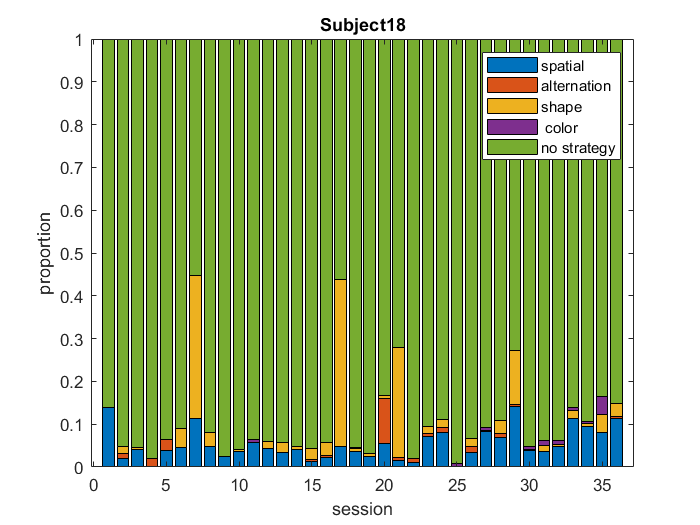 Subject18
1
0.9
0.8
0.7
0.6
0.5
0.4
0.3
0.2
0.1
0
proportion
spatial
alternation
shape
color
no strategy
0 5 10 15 20 25 30 35
session